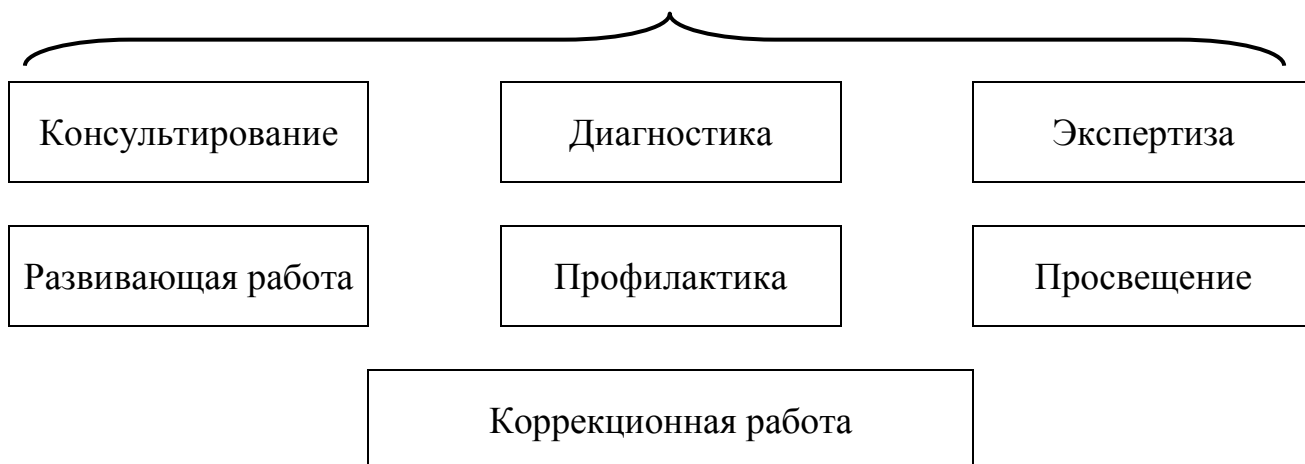 Консультирование
Диагностика
Экспертиза
Развивающая работа
Профилактика
Просвещение
Коррекционная работа